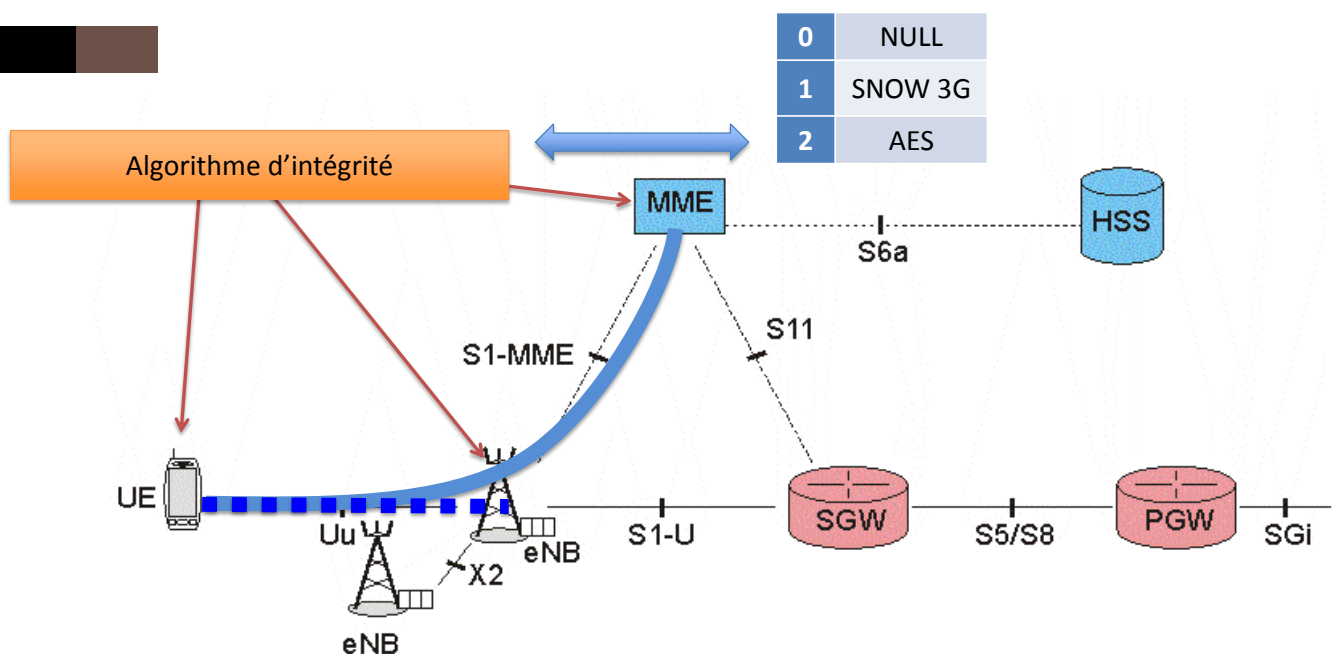 0 NULL
1 SNOW 3G
2 AES
Algorithme d’intégrité
MME
HSS
S6a
S1-MME
S11
UE
Uu
eNB
X2
eNB
S1-U
SGW
S5/S8
PGW
SGi